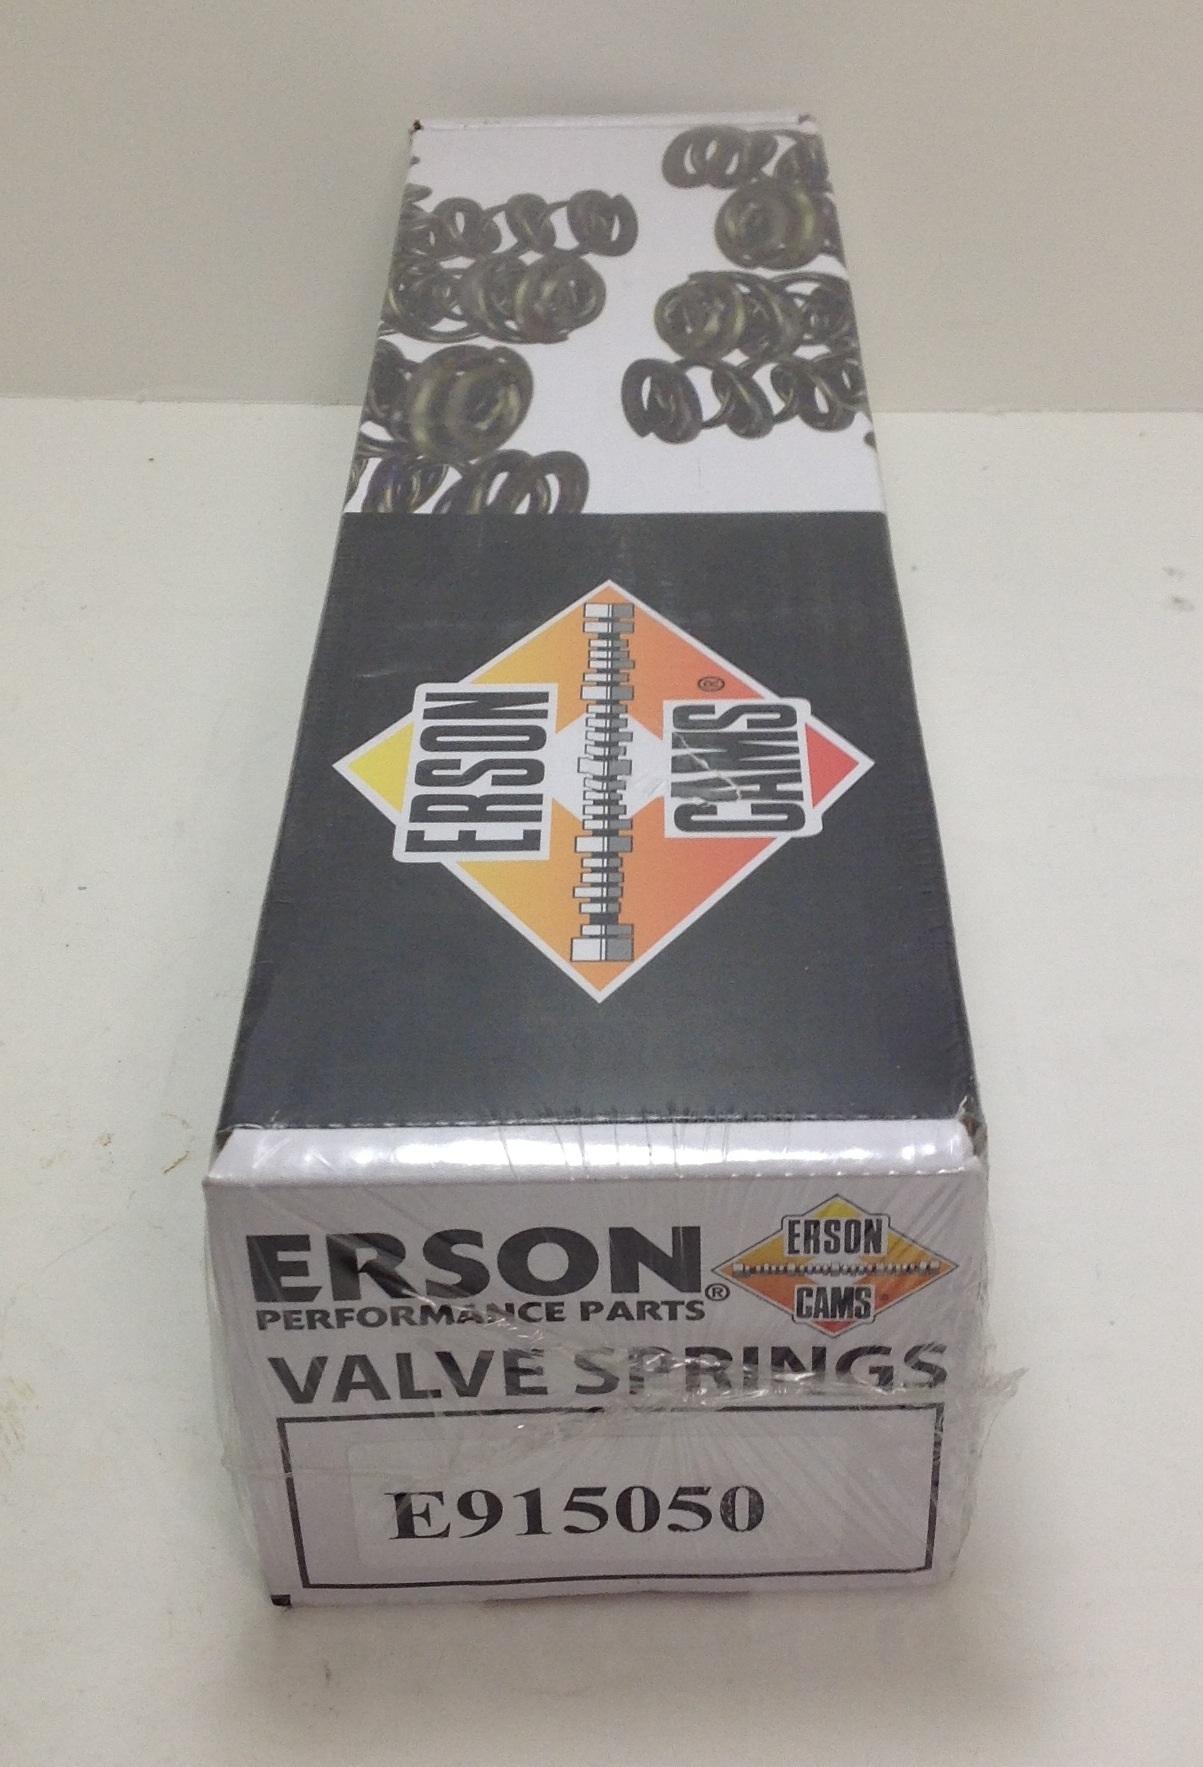 ERSON
CAMS®
ERSON®
PERFORMANCE PARTS
ERSON
CAMS
VALVE SPRINGS
E915050